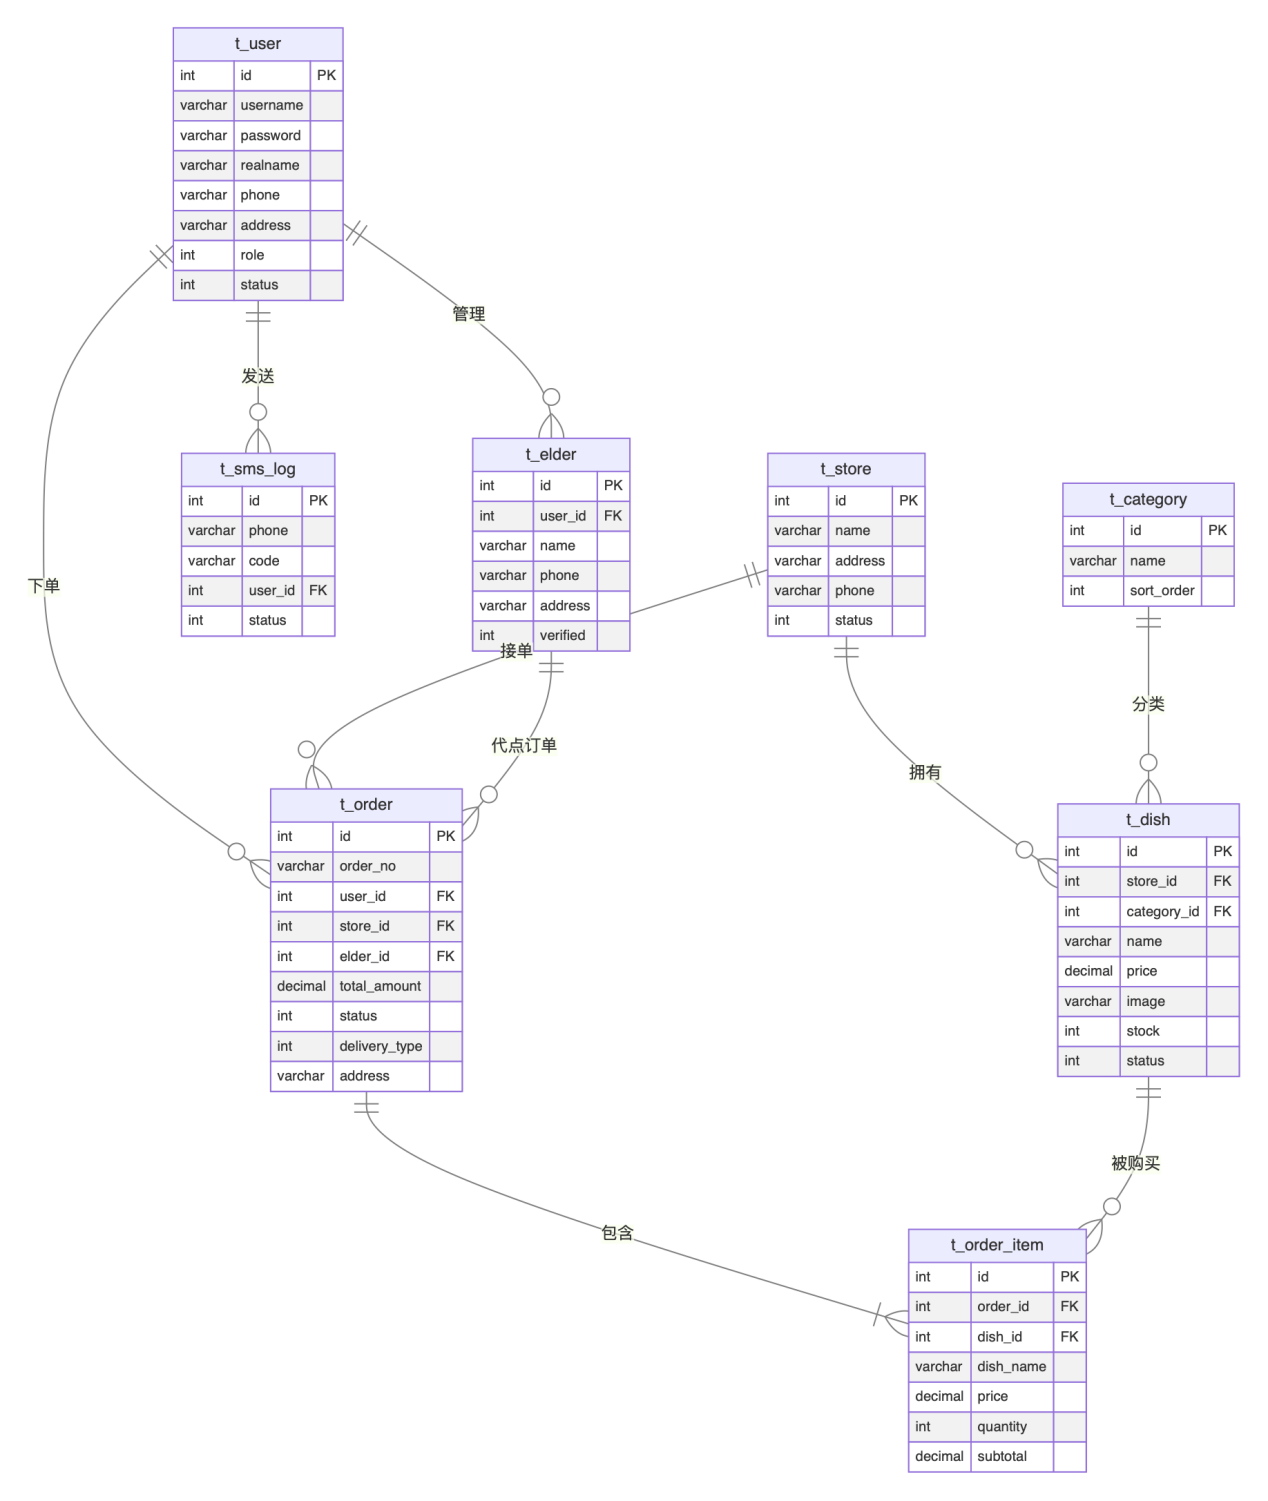 t_user
int id PK
varchar username
varchar password
varchar realname
varchar phone
varchar address
int role
int status
管理
发送
下单
t_sms_log
int id PK
varchar phone
varchar code
int user_id FK
int status
t_elder
int id PK
int user_id FK
varchar name
varchar phone
varchar address
int verified
t_store
int id PK
varchar name
varchar address
varchar phone
int status
t_category
int id PK
varchar name
int sort_order
接单
代点订单
拥有
分类
t_order
int id PK
varchar order_no
int user_id FK
int store_id FK
int elder_id FK
decimal total_amount
int status
int delivery_type
varchar address
t_dish
int id PK
int store_id FK
int category_id FK
varchar name
decimal price
varchar image
int stock
int status
包含
被购买
t_order_item
int id PK
int order_id FK
int dish_id FK
varchar dish_name
decimal price
int quantity
decimal subtotal